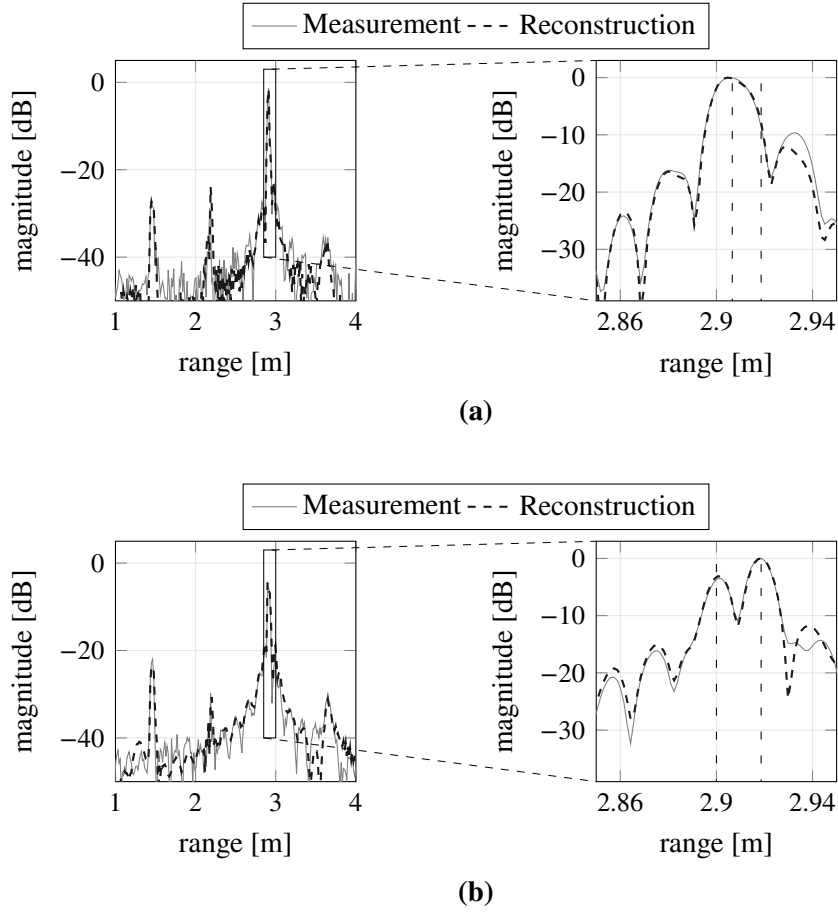 Measurement Reconstruction
magnitude [dB]
0
−20
−40
1 2 3 4
range [m]
magnitude [dB]
0
−10
−20
−30
2.86 2.9 2.94
range [m]
(a)
Measurement Reconstruction
magnitude [dB]
0
−20
−40
1 2 3 4
range [m]
magnitude [dB]
0
−10
−20
−30
2.86 2.9 2.94
range [m]
(b)